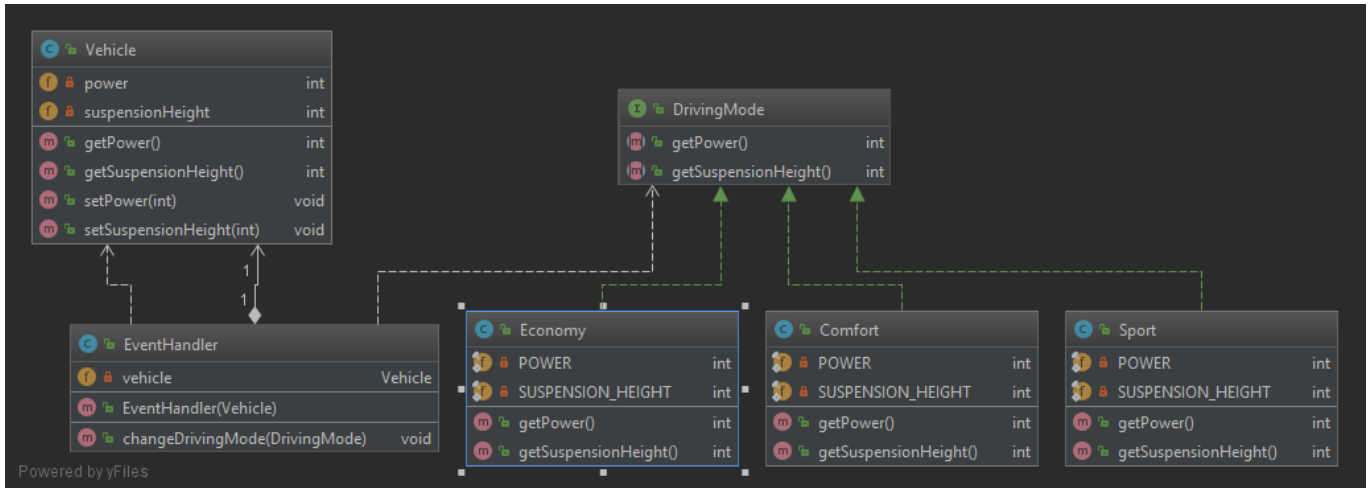 Vehicle
power int
suspensionHeight int
getPower() int
getSuspensionHeight() int
setPower(int) void
setSuspensionHeight(int) void
DrivingMode
getPower() int
getSuspensionHeight() int
1
1
EventHandler
vehicle Vehicle
EventHandler(Vehicle)
changeDrivingMode(DrivingMode) void
Economy
POWER int
SUSPENSION_HEIGHT int
getPower() int
getSuspensionHeight() int
Comfort
POWER int
SUSPENSION_HEIGHT int
getPower() int
getSuspensionHeight() int
Sport
POWER int
SUSPENSION_HEIGHT int
getPower() int
getSuspensionHeight() int
Powered by yFiles